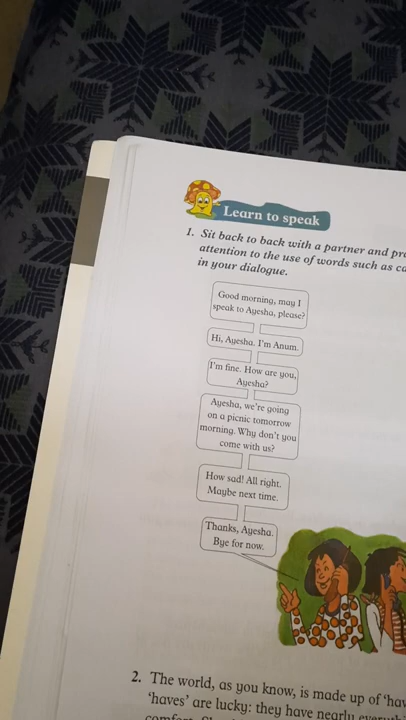 Learn to speak
1. Sit back to back with a partner and
attention to the use of words such as
in your dialogue.
Good morning, may I
speak to Ayesha, please?
Hi, Ayesha. I'm Anum.
I'm fine. How are you,
Ayesha?
Ayesha, we're going
on a picnic tomorrow
morning. Why don't you
come with us?
How sad! All right.
Maybe next time.
Thanks, Ayesha.
Bye for now.
2. The world, as you know, is made up of
'haves' are lucky: they have nearly